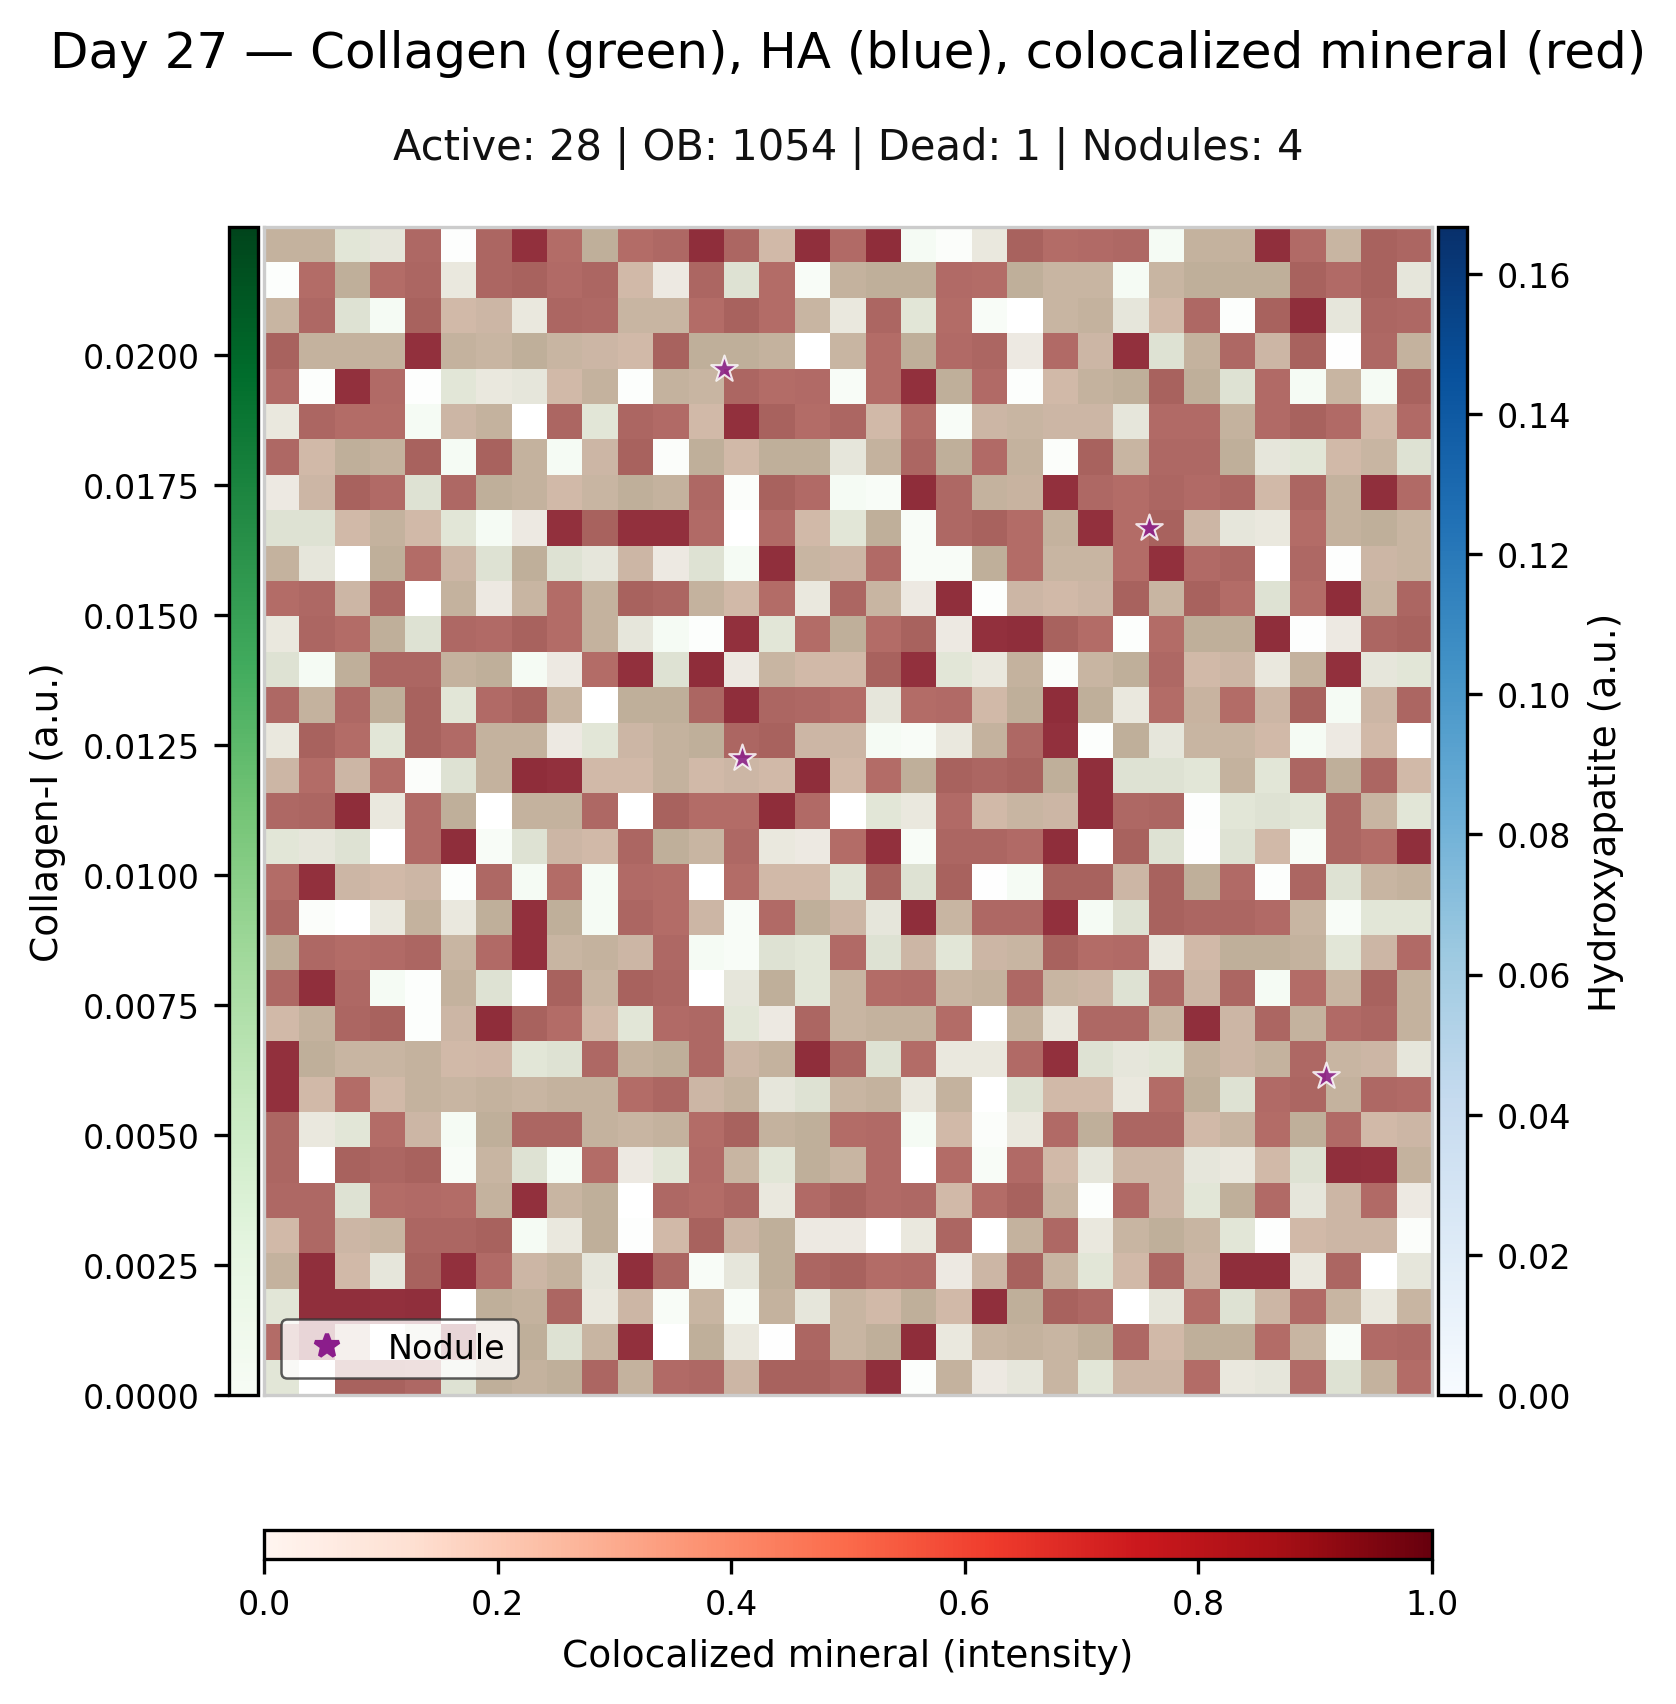 Day 27 — Collagen (green), HA (blue), colocalized mineral (red)
Active: 28 | OB: 1054 | Dead: 1 | Nodules: 4
Collagen-I (a.u.)
0.0200
0.0175
0.0150
0.0125
0.0100
0.0075
0.0050
0.0025
0.0000
Nodule
0.16
0.14
0.12
0.10
0.08
0.06
0.04
0.02
0.00
Hydroxyapatite (a.u.)
0.0 0.2 0.4 0.6 0.8 1.0
Colocalized mineral (intensity)